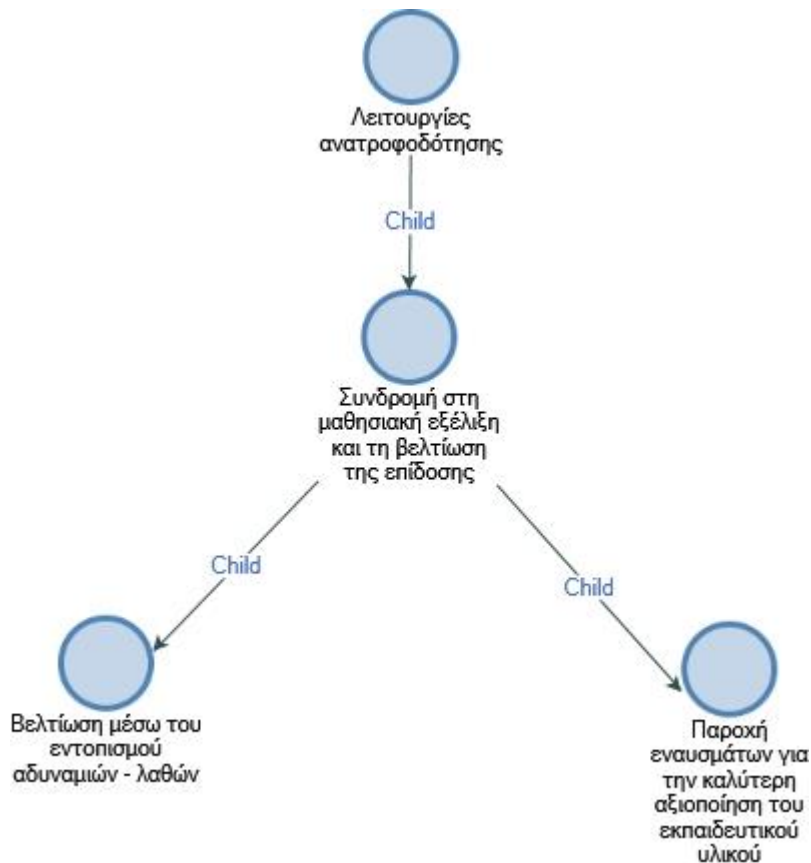 Λειτουργίες
ανατροφοδότησης
Child
Συνδρομή στη
μαθησιακή εξέλιξη
και τη βελτίωση
της επίδοσης
Child
Child
Βελτίωση μέσω του
εντοπισμού
αδυναμιών - λαθών
Παροχή
εναυσμάτων για
την καλύτερη
αξιοποίηση του
εκπαιδευτικού
υλικού